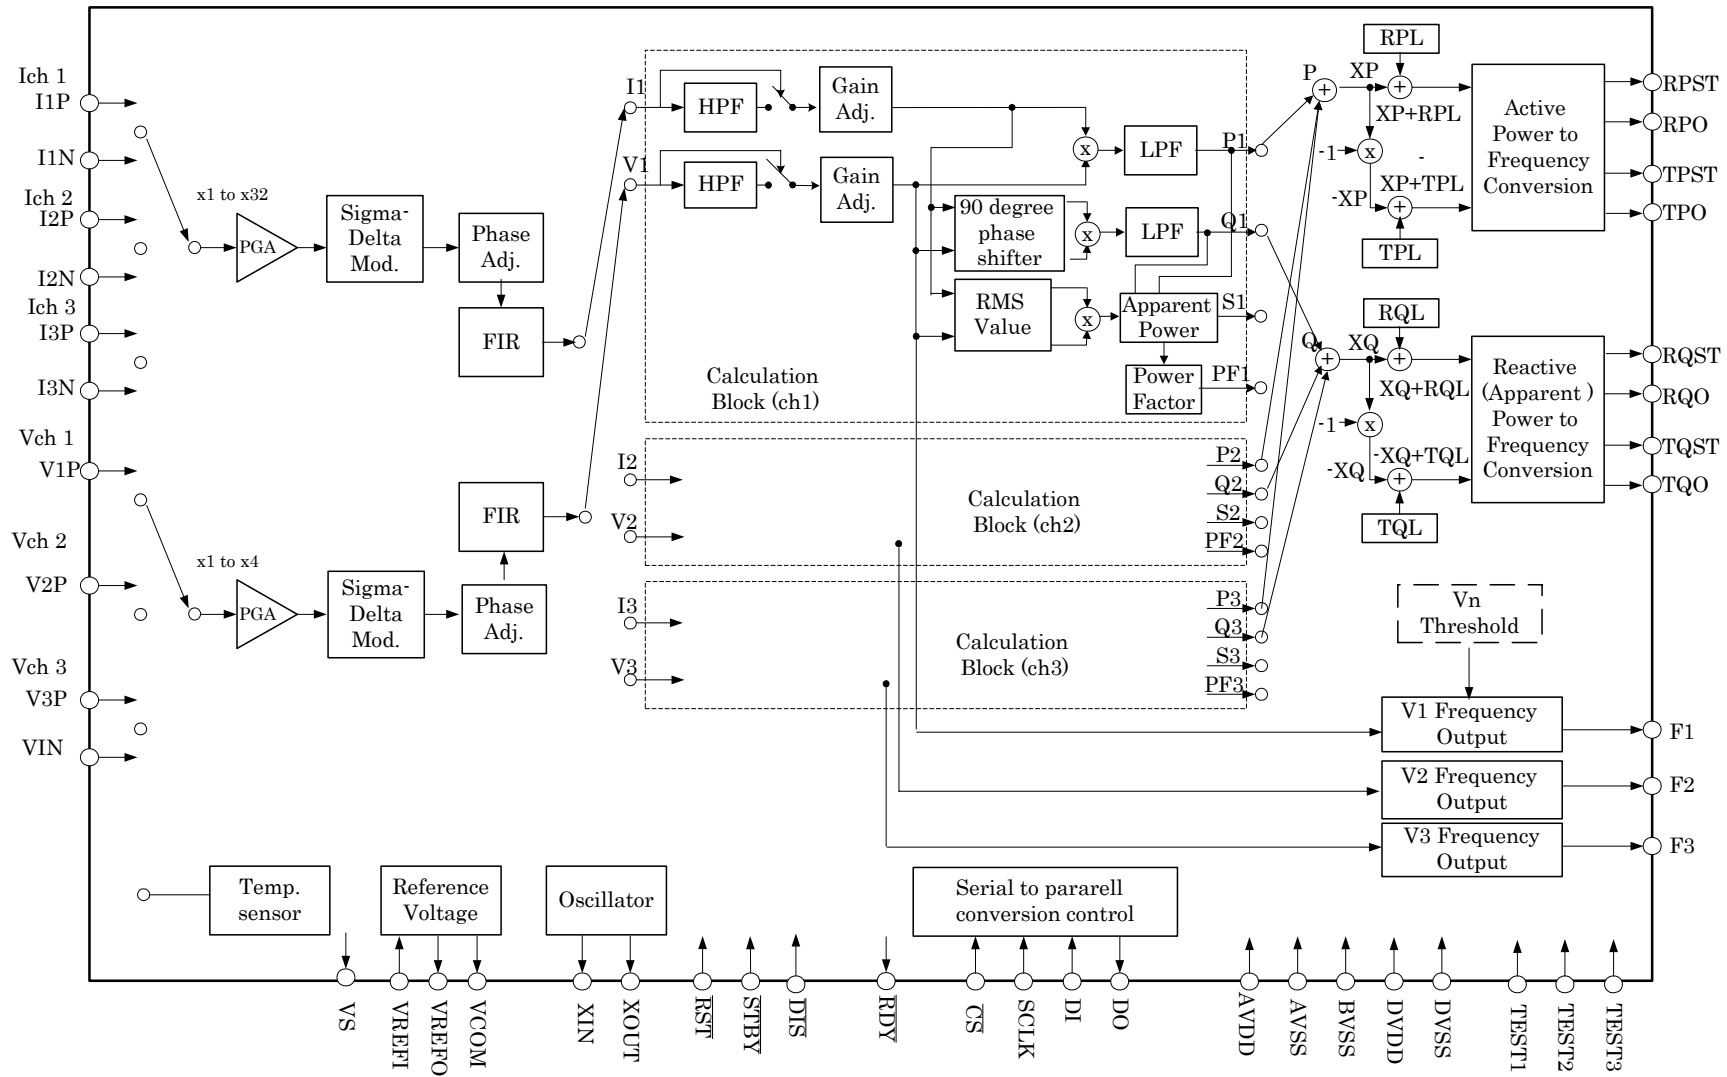 Ich 1
I1P
I1N
Ich 2
I2P
I2N
Ich 3
I3P
I3N
Vch 1
V1P
Vch 2
V2P
Vch 3
V3P
VIN
x1 to x32
PGA
Sigma-
Delta
Mod.
Phase
Adj.
FIR
x1 to x4
PGA
Sigma-
Delta
Mod.
Phase
Adj.
FIR
I1
V1
HPF
Gain
Adj.
HPF
Gain
Adj.
x
LPF
P1
90 degree
phase
shifter
x
LPF
Q1
RMS
Value
x
Apparent
Power
S1
Power
Factor
PF1
Calculation
Block (ch1)
I2
V2
Calculation
Block (ch2)
P2
Q2
S2
PF2
I3
V3
Calculation
Block (ch3)
P3
Q3
S3
PF3
P
+
XP
RPL
+
XP+RPL
-1
x
-
XP+TPL
-XP
+
TPL
Active
Power to
Frequency
Conversion
RPST
RPO
TPST
TPO
Q
+
XQ
RQL
+
XQ+RQL
-1
x
-XQ+TQL
-XQ
+
TQL
Reactive
(Apparent )
Power to
Frequency
Conversion
RQST
RQO
TQST
TQO
Vn
Threshold
V1 Frequency
Output
F1
V2 Frequency
Output
F2
V3 Frequency
Output
F3
Temp.
sensor
Reference
Voltage
Oscillator
Serial to pararell
conversion control
VS
VREFI
VREFO
VCOM
XIN
XOUT
RST
STBY
DIS
RDY
CS
SCLK
DI
DO
AVDD
AVSS
BVSS
DVDD
DVSS
TEST1
TEST2
TEST3